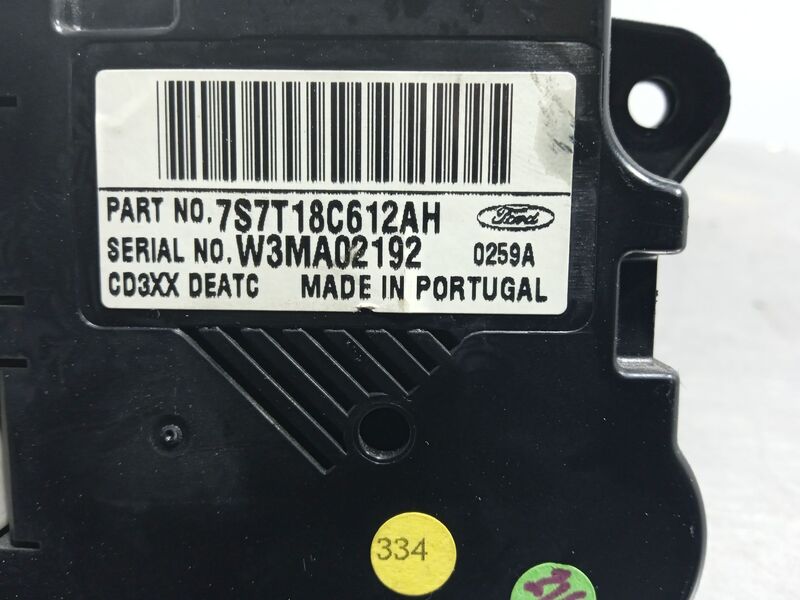 PART NO. 7S7T18C612AH Ford
SERIAL NO. W3MA02192 0259A
CD3XX DEATC MADE IN PORTUGAL
334